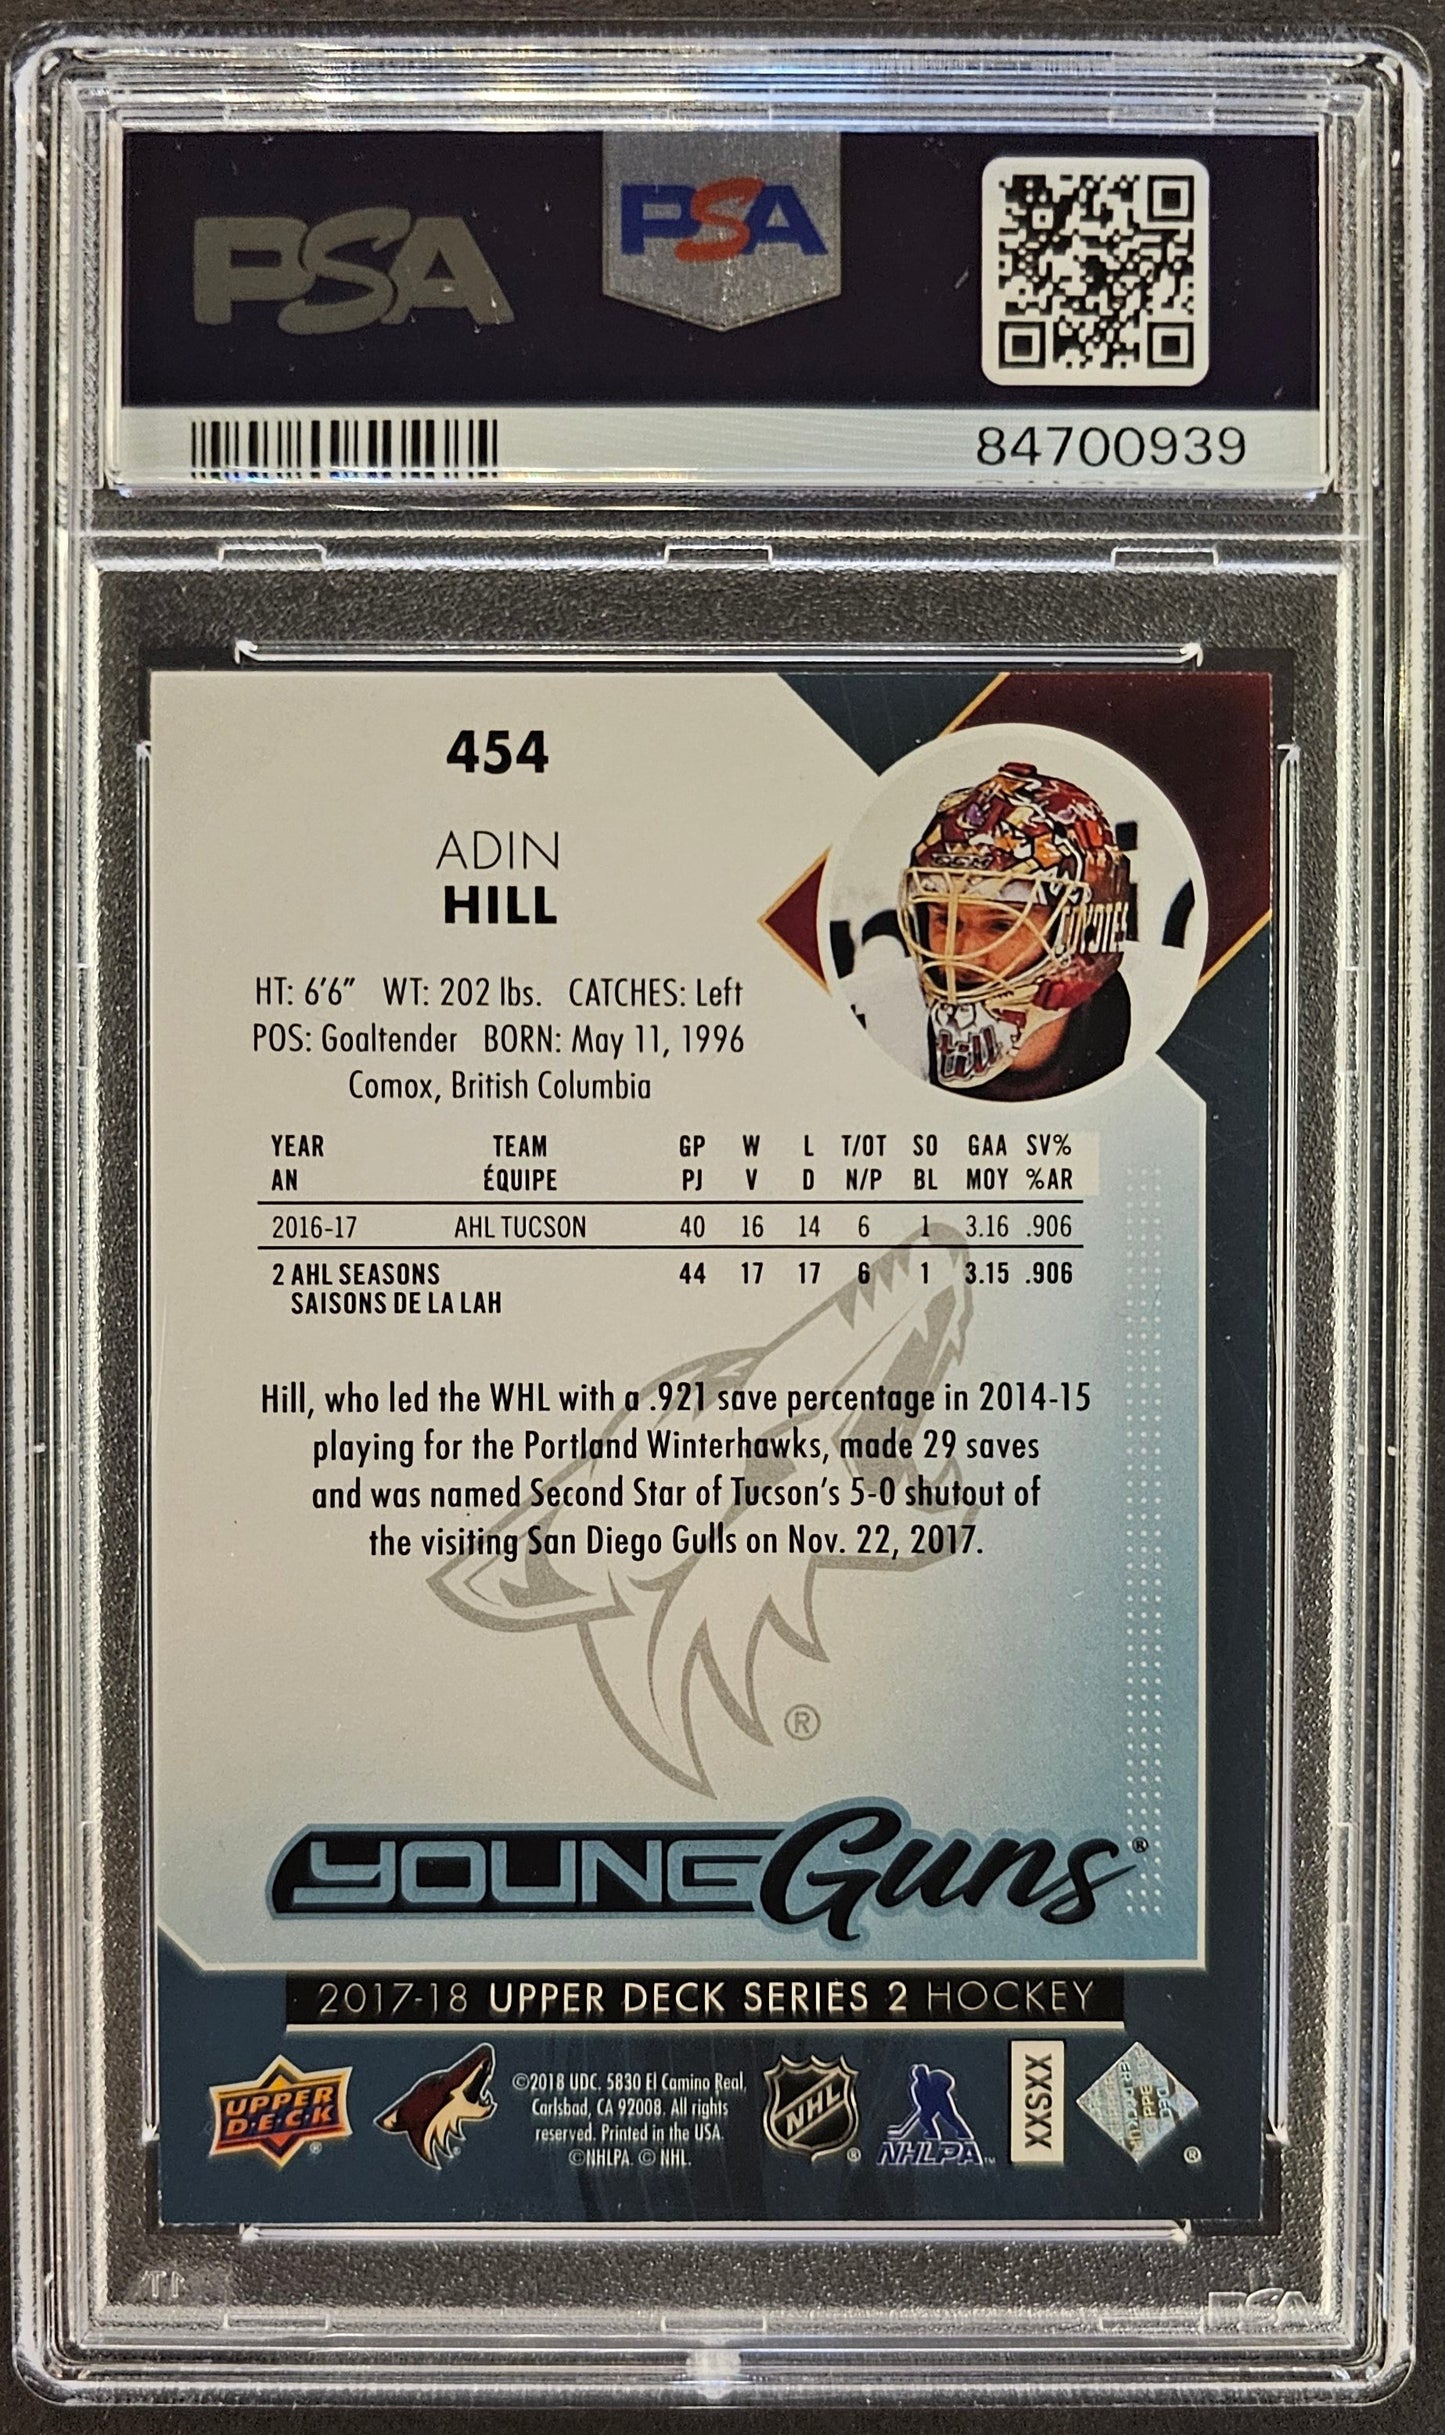 PSA
PSA
84700939
454
ADIN
HILL
HT: 6'6" WT: 202 lbs. CATCHES: Left
POS: Goaltender BORN: May 11, 1996
Comox, British Columbia
COYOTES
Hill
YEAR TEAM GP W L T/OT SO GAA SV%
AN ÉQUIPE PJ V D N/P BL MOY %AR
2016-17 AHL TUCSON 40 16 14 6 1 3.16 .906
2 AHL SEASONS 44 17 17 6 1 3.15 .906
SAISONS DE LA LAH
Hill, who led the WHL with a .921 save percentage in 2014-15
playing for the Portland Winterhawks, made 29 saves
and was named Second Star of Tucson's 5-0 shutout of
the visiting San Diego Gulls on Nov. 22, 2017.
®
YOUNG Guns®
2017-18 UPPER DECK SERIES 2 HOCKEY
UPPER
D·E·C·K
®
©2018 UDC. 5830 El Camino Real,
Carlsbad, CA 92008. All rights
reserved. Printed in the USA.
©NHLPA. © NHL.
NHL
®
NHLPA™
XXSXX
®
PSA